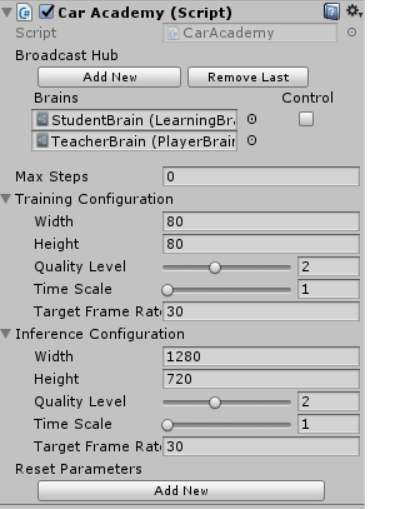 Car Academy (Script)
Script CarAcademy
Broadcast Hub
Add New Remove Last
Brains Control
StudentBrain (LearningBr
TeacherBrain (PlayerBrain
Max Steps 0
Training Configuration
Width 80
Height 80
Quality Level 2
Time Scale 1
Target Frame Rat 30
Inference Configuration
Width 1280
Height 720
Quality Level 2
Time Scale 1
Target Frame Rat 30
Reset Parameters
Add New